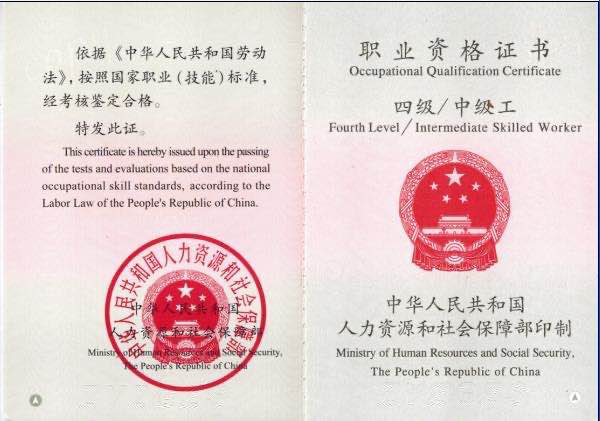 依据《中华人民共和国劳动
法》，按照国家职业（技能）标准，
经考核鉴定合格。
特发此证。
This certificate is hereby issued upon the passing
of the tests and evaluations based on the national
occupational skill standards, according to the
Labor Law of the People's Republic of China.
中华人民共和国人力资源和社会保障部
中华人民共和国
人力资源和社会保障部
Ministry of Human Resources and Social Security,
The People's Republic of China
职业资格证书
Occupational Qualification Certificate
四级/中级工
Fourth Level/Intermediate Skilled Worker
中华人民共和国
人力资源和社会保障部印制
Ministry of Human Resources and Social Security,
The People's Republic of China